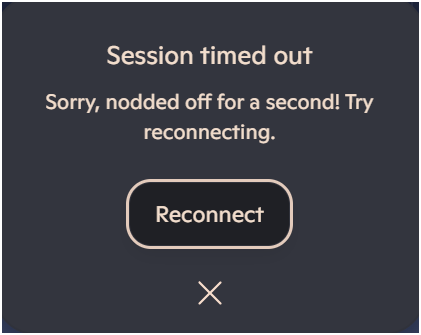 Session timed out
Sorry, nodded off for a second! Try
reconnecting.
Reconnect